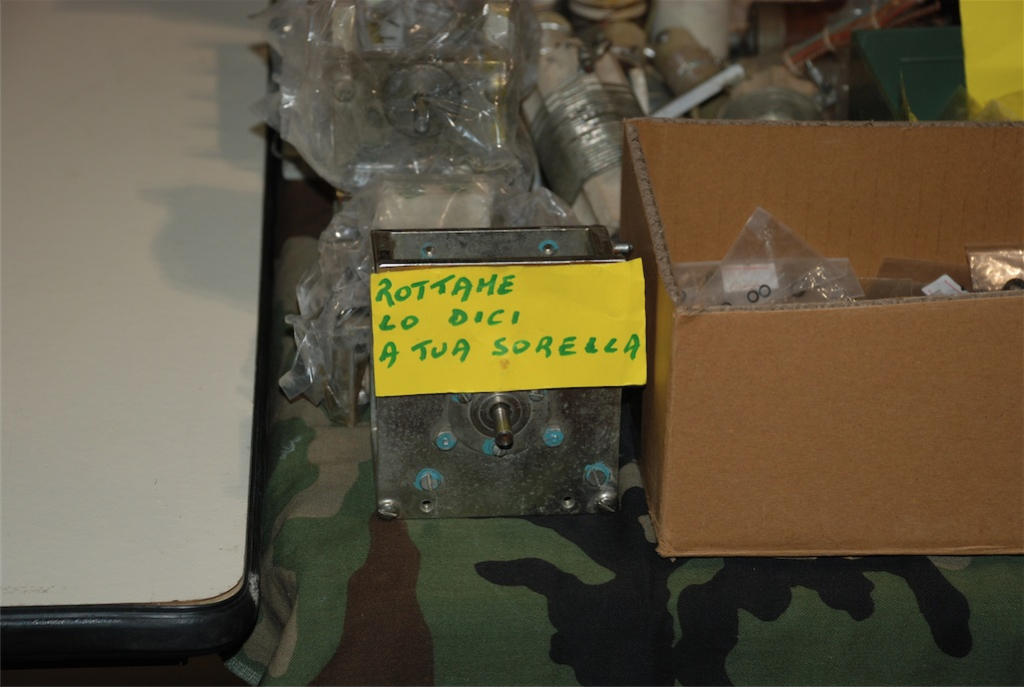 ROTTAME
LO DICI
A TUA SORELLA